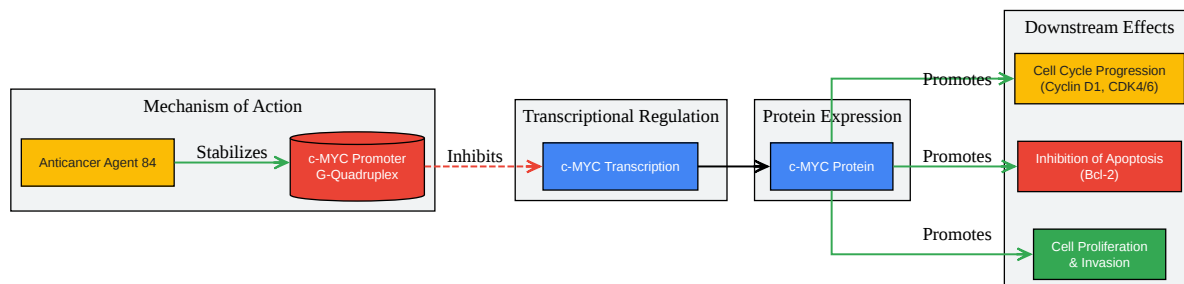 Mechanism of Action
Anticancer Agent 84
Stabilizes
c-MYC Promoter
G-Quadruplex
Inhibits
Transcriptional Regulation
c-MYC Transcription
Protein Expression
c-MYC Protein
Promotes
Promotes
Promotes
Downstream Effects
Cell Cycle Progression
(Cyclin D1, CDK4/6)
Inhibition of Apoptosis
(Bcl-2)
Cell Proliferation
& Invasion